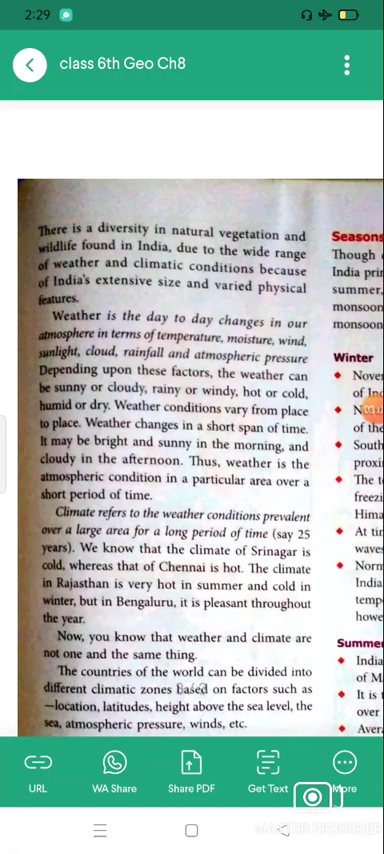 2:29
class 6th Geo Ch8
There is a diversity in natural vegetation and
wildlife found in India, due to the wide range
of weather and climatic conditions because
of India's extensive size and varied physical
features.
Weather is the day to day changes in our
atmosphere in terms of temperature, moisture, wind,
sunlight, cloud, rainfall and atmospheric pressure
Depending upon these factors, the weather can
be sunny or cloudy, rainy or windy, hot or cold,
humid or dry. Weather conditions vary from place
to place. Weather changes in a short span of time.
It may be bright and sunny in the morning, and
cloudy in the afternoon. Thus, weather is the
atmospheric condition in a particular area over a
short period of time.
Climate refers to the weather conditions prevalent
over a large area for a long period of time (say 25
years). We know that the climate of Srinagar is
cold, whereas that of Chennai is hot. The climate
in Rajasthan is very hot in summer and cold in
winter, but in Bengaluru, it is pleasant throughout
the year.
Now, you know that weather and climate are
not one and the same thing.
The countries of the world can be divided into
different climatic zones based on factors such as
—location, latitudes, height above the sea level, the
sea, atmospheric pressure, winds, etc.
Seasons
Though
India prin
summer,
monsoon
monsoon
Winter
Nove
of Inc
N
of the
South
proxi
The t
freezi
Hima
At tir
waves
Norm
India
temp
howe
Summe
India
of M
It is
over
Avera
03:1
URL
WA Share
Share PDF
Get Text
More
MASTER RECORDER